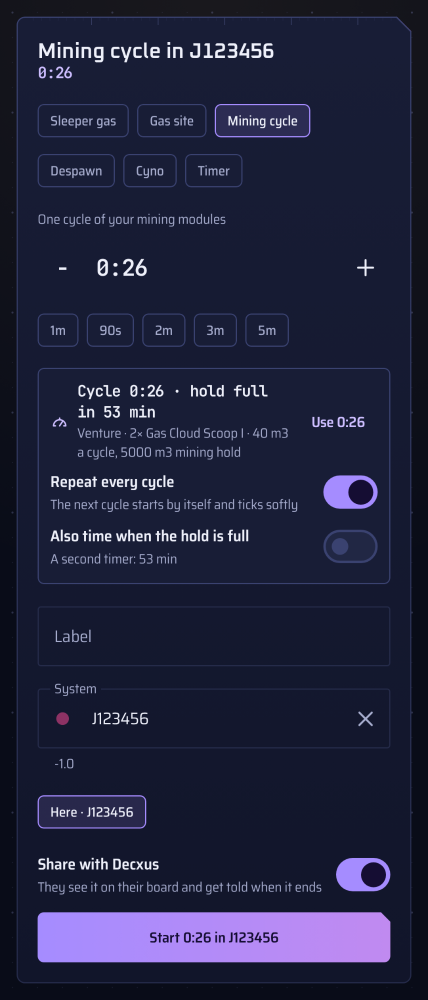 Mining cycle in J123456
0:26
Sleeper gas
Gas site
Mining cycle
Despawn
Cyno
Timer
One cycle of your mining modules
- 0:26 +
1m
90s
2m
3m
5m
Cycle 0:26 · hold full
in 53 min
Venture · 2× Gas Cloud Scoop I · 40 m3
a cycle, 5000 m3 mining hold
Use 0:26
Repeat every cycle
The next cycle starts by itself and ticks softly
Also time when the hold is full
A second timer: 53 min
Label
System
J123456
-1.0
Here · J123456
Share with Decxus
They see it on their board and get told when it ends
Start 0:26 in J123456